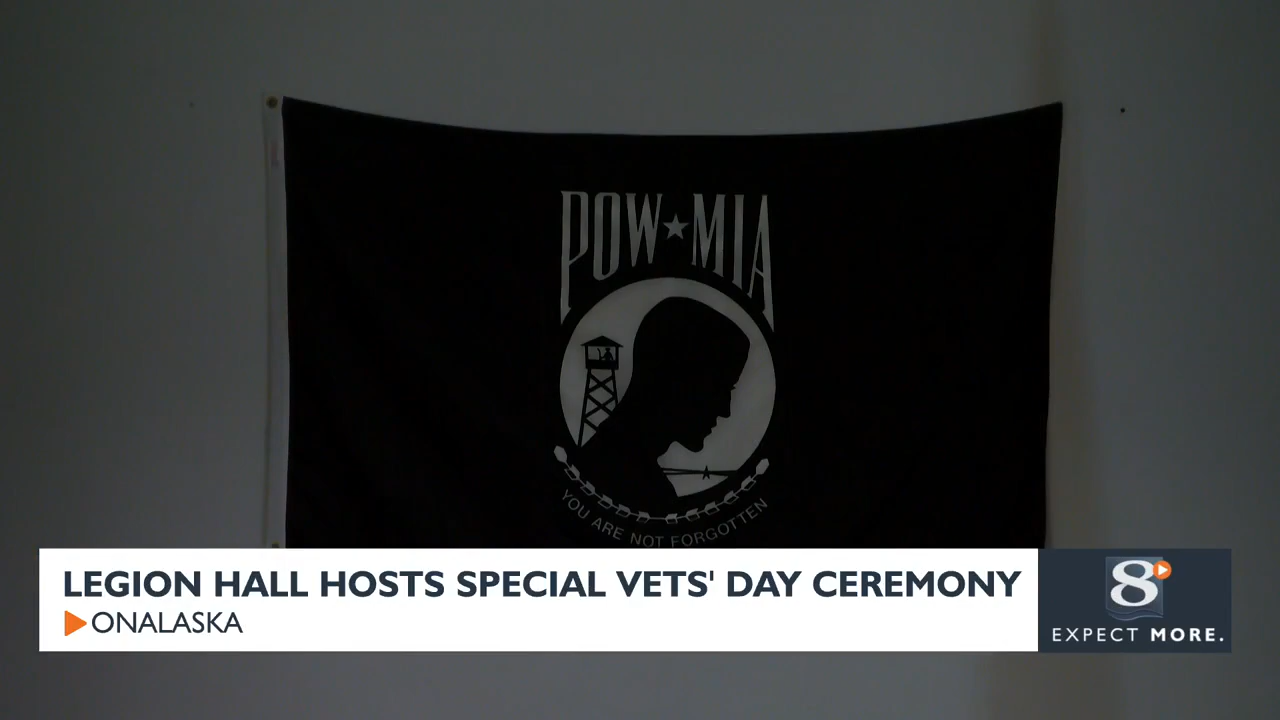 POW★MIA
YOU ARE NOT FORGOTTEN
LEGION HALL HOSTS SPECIAL VETS' DAY CEREMONY
ONALASKA
8
EXPECT MORE.